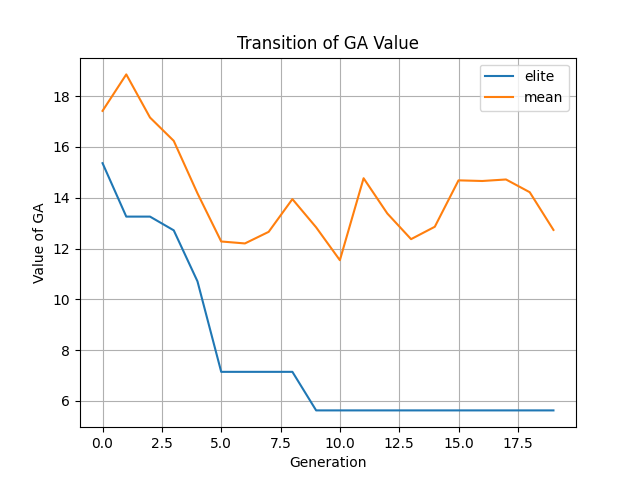 Transition of GA Value
elite
mean
Value of GA
18
16
14
12
10
8
6
0.0 2.5 5.0 7.5 10.0 12.5 15.0 17.5
Generation